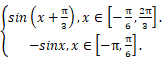 {sin (x + π/3), x ∈ [-π/6, 2π/3].
-sinx, x ∈ [-π, π/6).